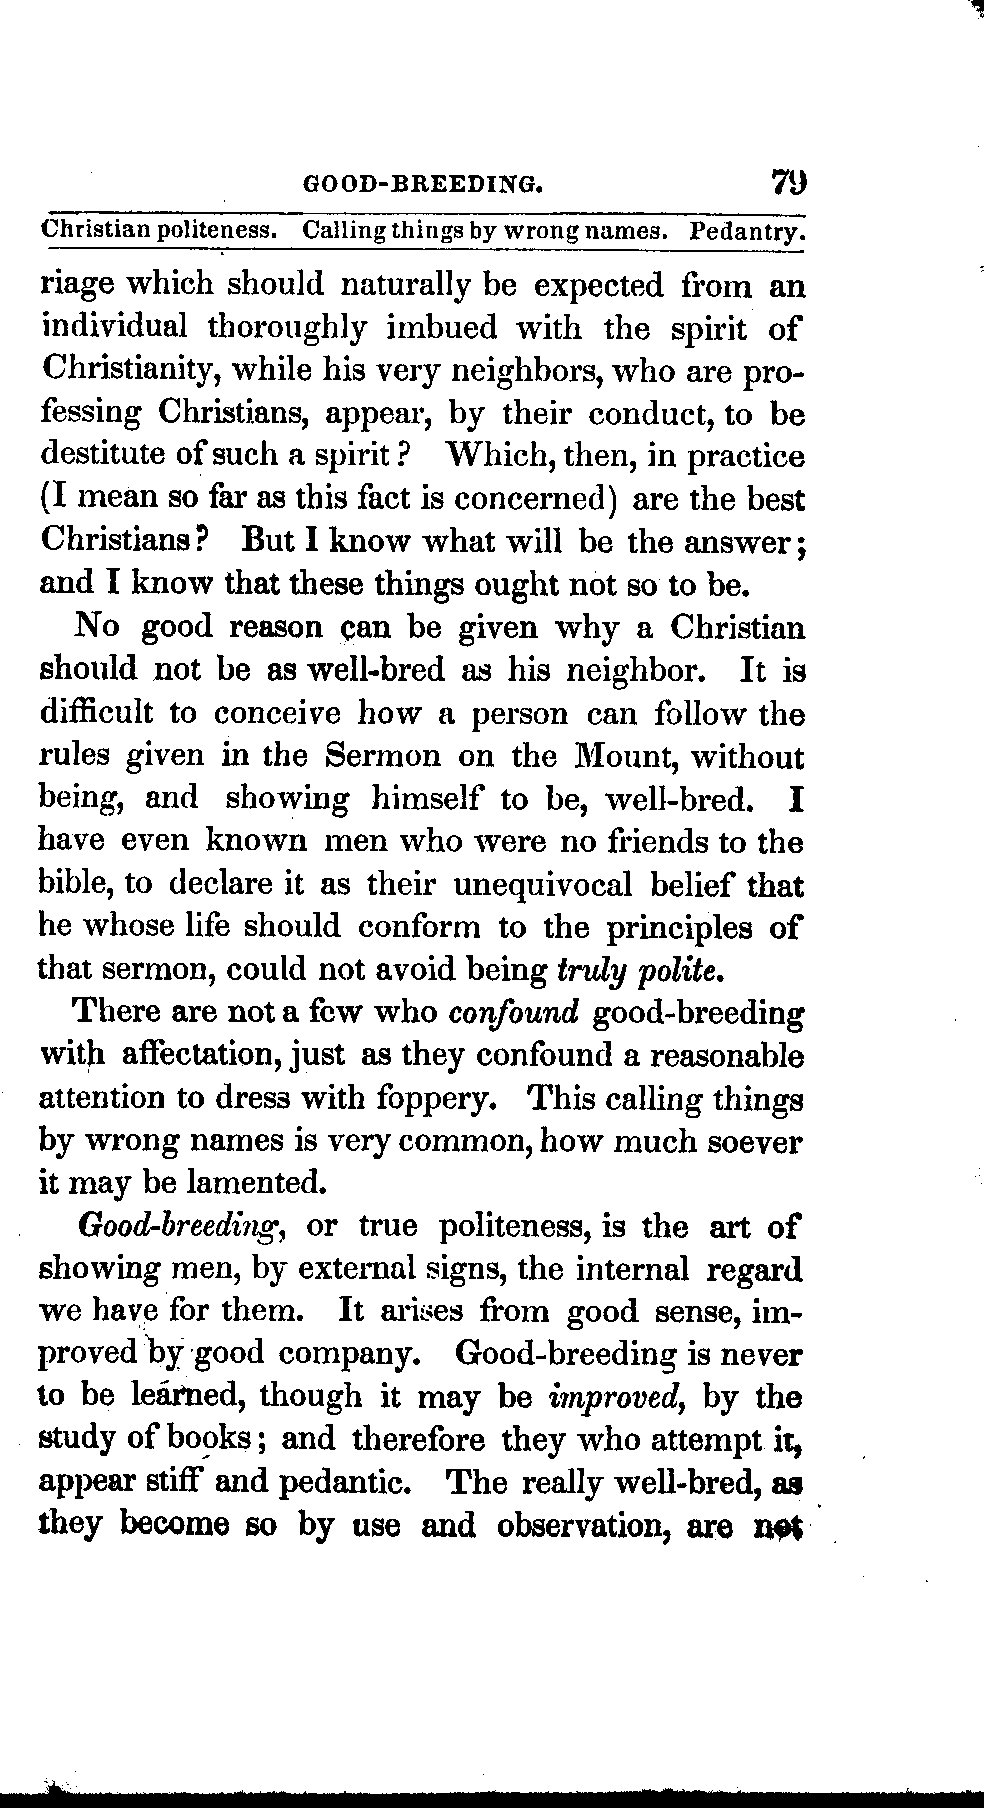 GOOD-BREEDING. 79
Christian politeness. Calling things by wrong names. Pedantry.
riage which should naturally be expected from an
individual thoroughly imbued with the spirit of
Christianity, while his very neighbors, who are pro-
fessing Christians, appear, by their conduct, to be
destitute of such a spirit? Which, then, in practice
(I mean so far as this fact is concerned) are the best
Christians? But I know what will be the answer;
and I know that these things ought not so to be.
No good reason can be given why a Christian
should not be as well-bred as his neighbor. It is
difficult to conceive how a person can follow the
rules given in the Sermon on the Mount, without
being, and showing himself to be, well-bred. I
have even known men who were no friends to the
bible, to declare it as their unequivocal belief that
he whose life should conform to the principles of
that sermon, could not avoid being truly polite.
There are not a few who confound good-breeding
with affectation, just as they confound a reasonable
attention to dress with foppery. This calling things
by wrong names is very common, how much soever
it may be lamented.
Good-breeding, or true politeness, is the art of
showing men, by external signs, the internal regard
we have for them. It arises from good sense, im-
proved by good company. Good-breeding is never
to be learned, though it may be improved, by the
study of books; and therefore they who attempt it,
appear stiff and pedantic. The really well-bred, as
they become so by use and observation, are not